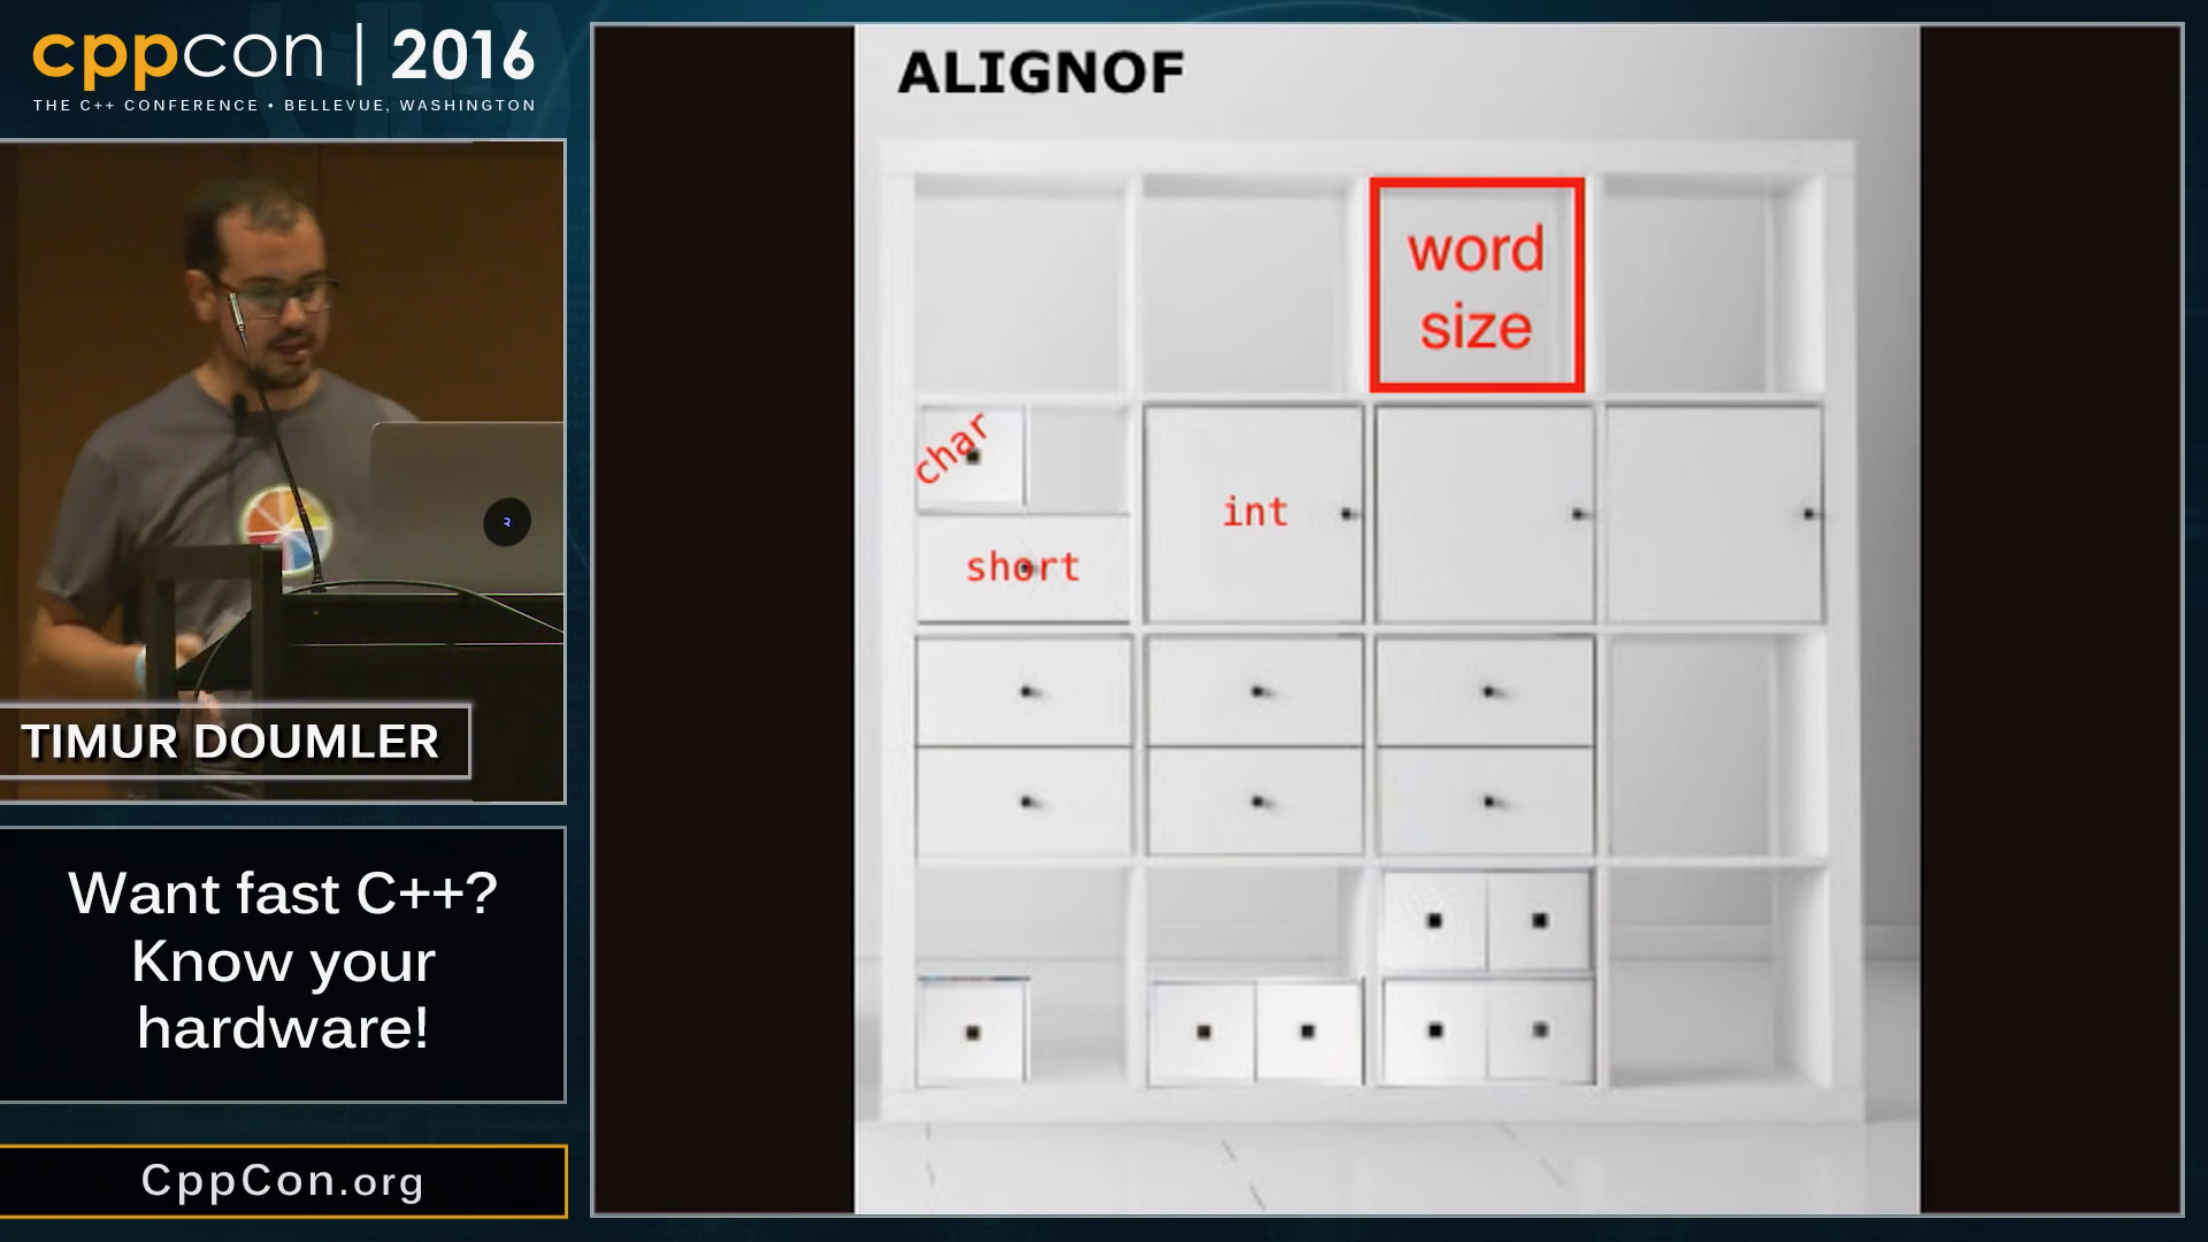 cppcon | 2016
THE C++ CONFERENCE • BELLEVUE, WASHINGTON
TIMUR DOUMLER
Want fast C++?
Know your
hardware!
CppCon.org
ALIGNOF
word
size
char
int
short